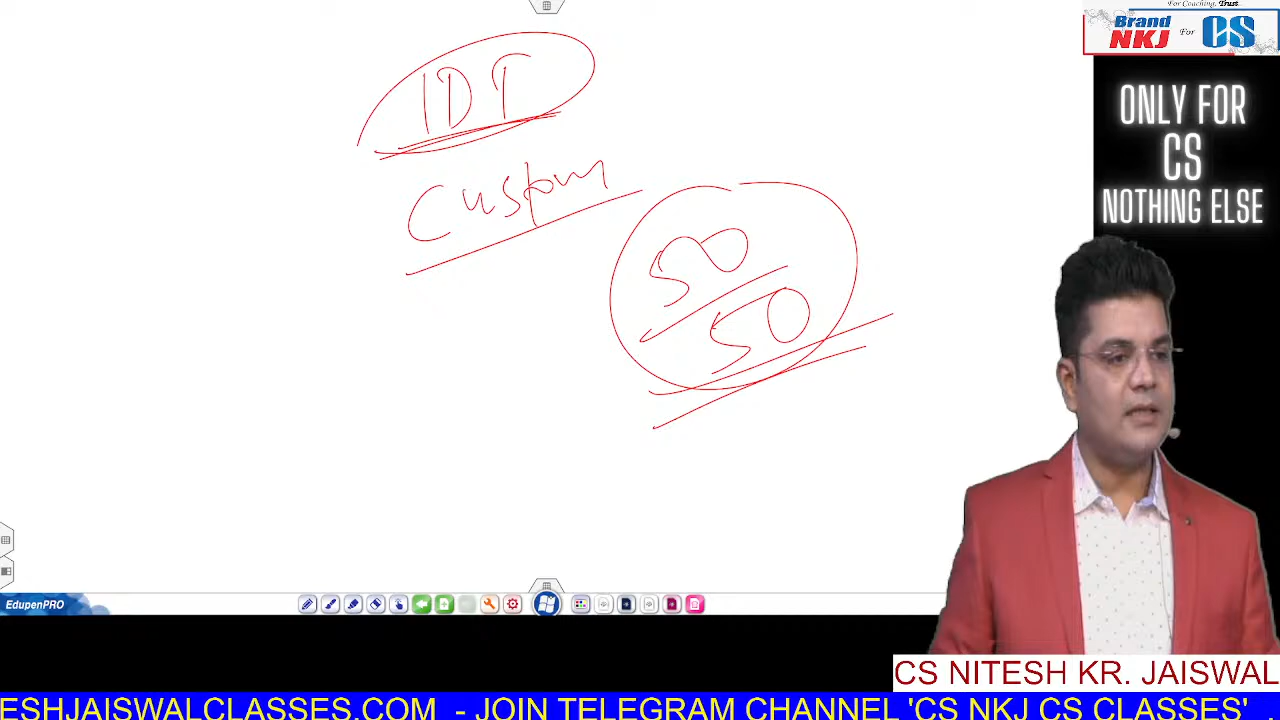 For Coaching, Trust...
Brand
NKJ
For
CS
IDT
Custom
50
50
ONLY FOR
CS
NOTHING ELSE
EdupenPRO
CS NITESH KR. JAISWAL
ESHJAISWALCLASSES.COM - JOIN TELEGRAM CHANNEL 'CS NKJ CS CLASSES'